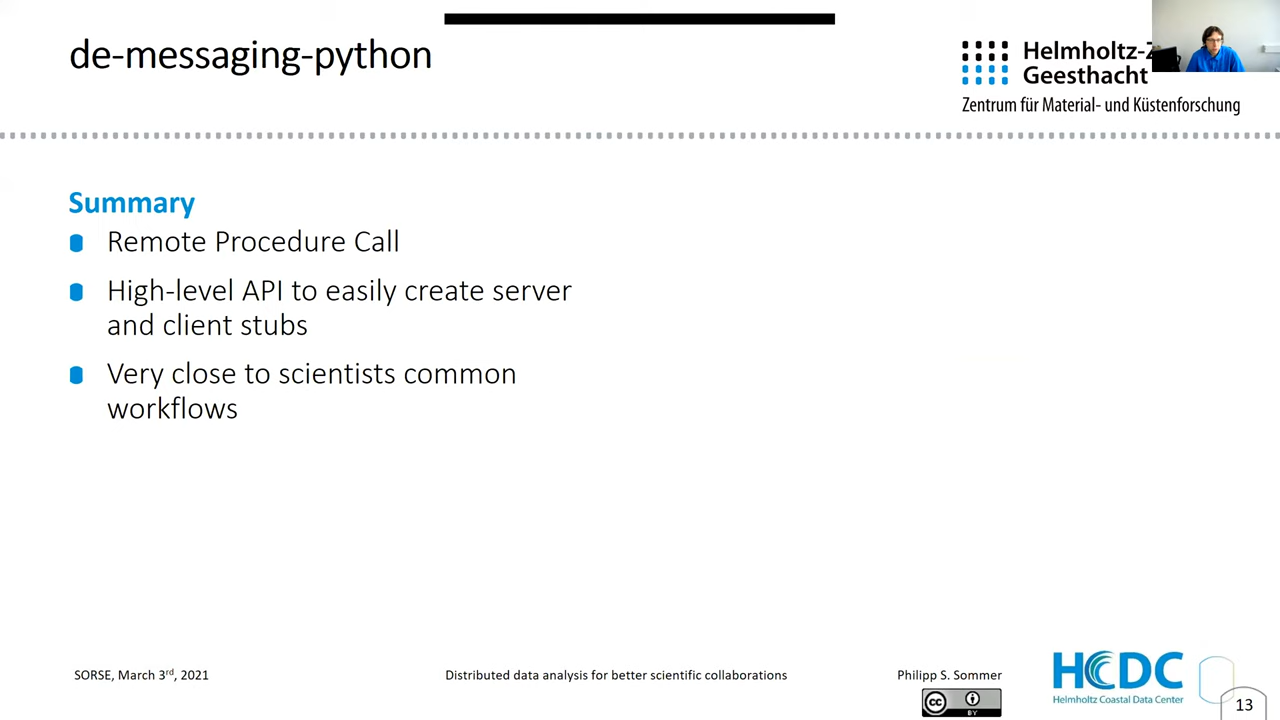 de-messaging-python
Helmholtz-
Geesthacht
Zentrum für Material- und Küstenforschung
Summary
Remote Procedure Call
High-level API to easily create server
and client stubs
Very close to scientists common
workflows
SORSE, March 3rd, 2021
Distributed data analysis for better scientific collaborations
Philipp S. Sommer
cc
BY
HCDC
Helmholtz Coastal Data Center
13